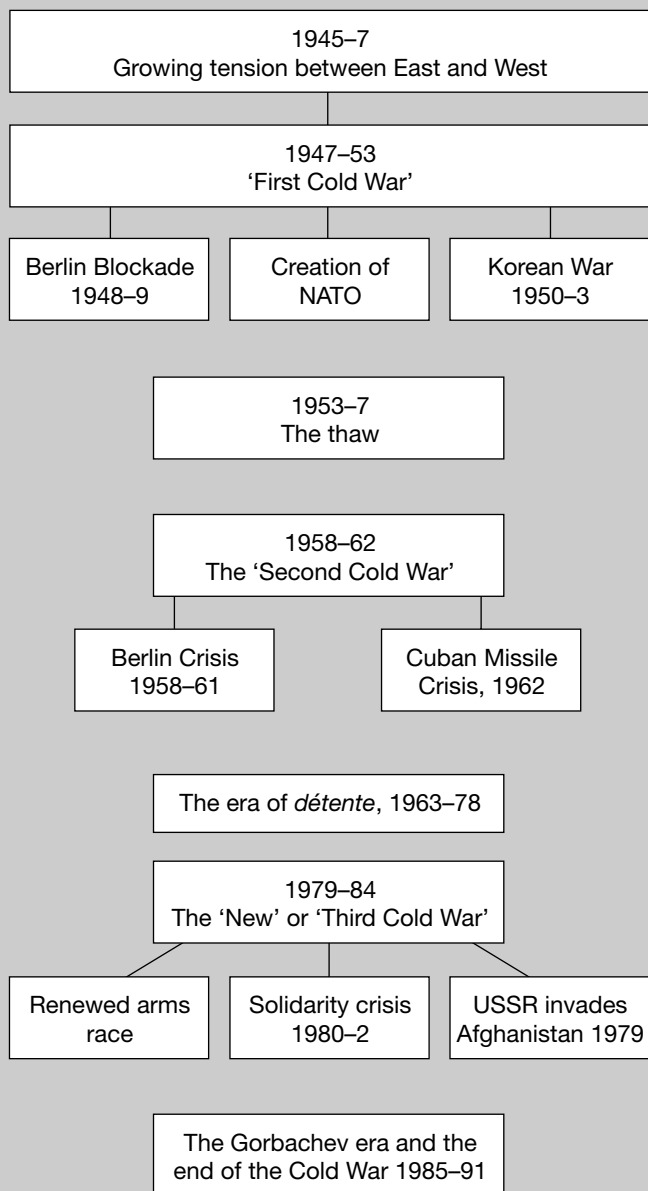 1945–7
Growing tension between East and West
1947–53
‘First Cold War’
Berlin Blockade
1948–9
Creation of
NATO
Korean War
1950–3
1953–7
The thaw
1958–62
The ‘Second Cold War’
Berlin Crisis
1958–61
Cuban Missile
Crisis, 1962
The era of détente, 1963–78
1979–84
The ‘New’ or ‘Third Cold War’
Renewed arms
race
Solidarity crisis
1980–2
USSR invades
Afghanistan 1979
The Gorbachev era and the
end of the Cold War 1985–91